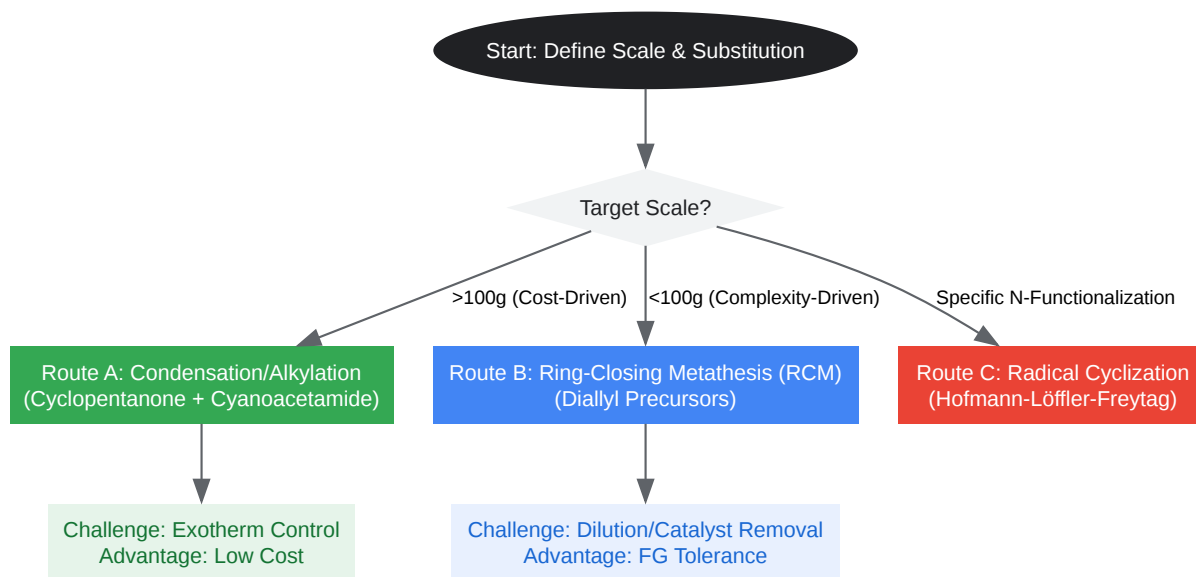 Start: Define Scale & Substitution
Target Scale?
>100g (Cost-Driven)
<100g (Complexity-Driven)
Specific N-Functionalization
Route A: Condensation/Alkylation
(Cyclopentanone + Cyanoacetamide)
Route B: Ring-Closing Metathesis (RCM)
(Diallyl Precursors)
Route C: Radical Cyclization
(Hofmann-Löffler-Freytag)
Challenge: Exotherm Control
Advantage: Low Cost
Challenge: Dilution/Catalyst Removal
Advantage: FG Tolerance